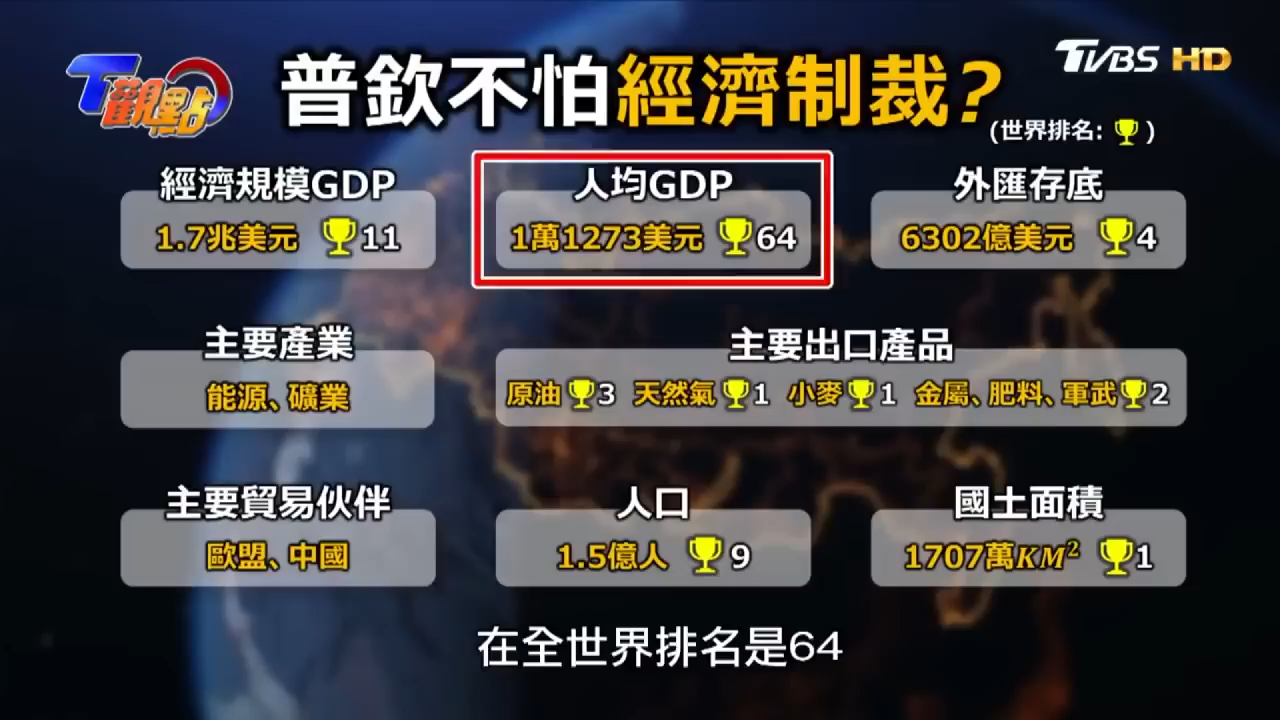 T觀點
普欽不怕經濟制裁?
TVBS HD
(世界排名: )
經濟規模GDP
1.7兆美元 11
人均GDP
1萬1273美元 64
外匯存底
6302億美元 4
主要產業
能源、礦業
主要出口產品
原油 3 天然氣 1 小麥 1 金屬、肥料、軍武 2
主要貿易伙伴
歐盟、中國
人口
1.5億人 9
國土面積
1707萬KM² 1
在全世界排名是64